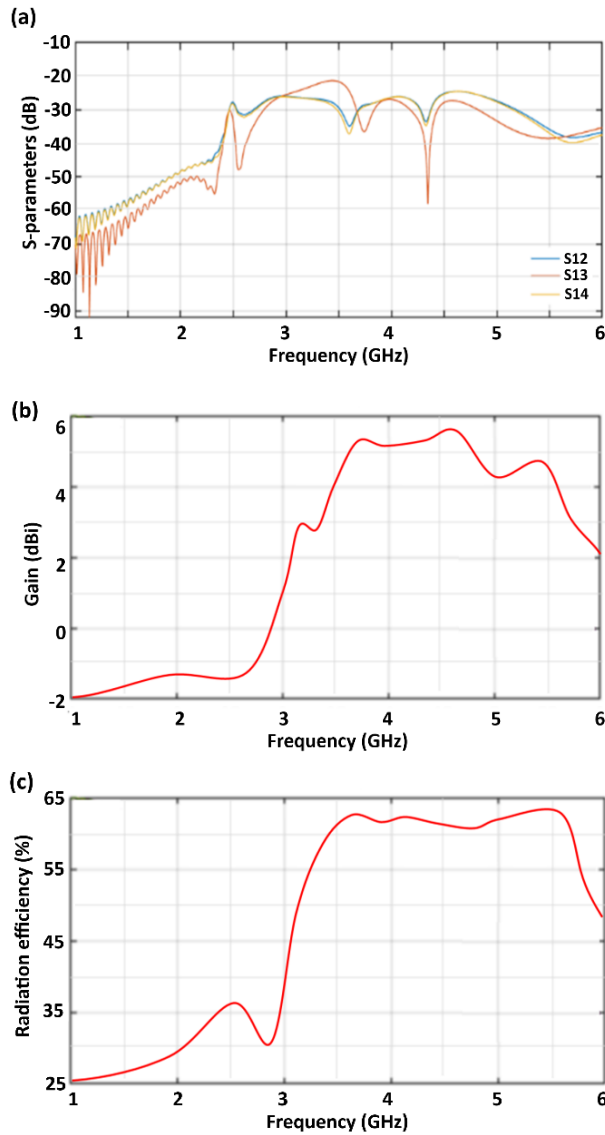 (a)
-10
-20
-30
-40
-50
-60
-70
-80
-90
S-parameters (dB)
S12
S13
S14
1 2 3 4 5 6
Frequency (GHz)
(b)
6
4
2
0
-2
Gain (dBi)
1 2 3 4 5 6
Frequency (GHz)
(c)
65
55
45
35
25
Radiation efficiency (%)
1 2 3 4 5 6
Frequency (GHz)